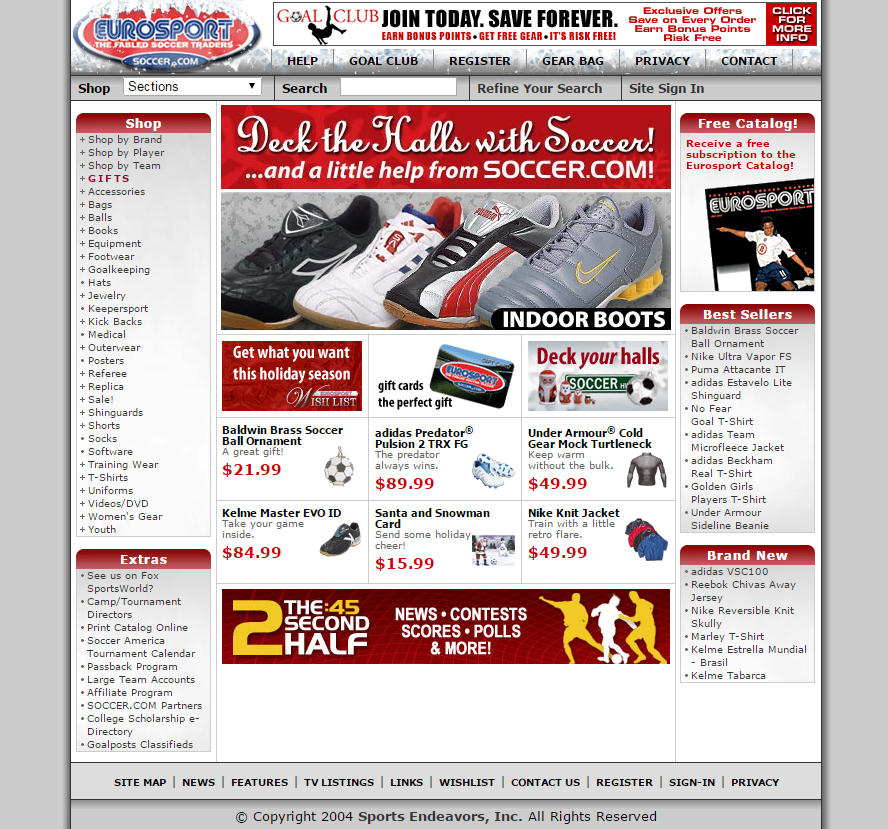 EUROSPORT
THE FABLED SOCCER TRADERS
SOCCER.COM
GOAL CLUB
JOIN TODAY. SAVE FOREVER.
EARN BONUS POINTS • GET FREE GEAR • IT'S RISK FREE!
Exclusive Offers
Save on Every Order
Earn Bonus Points
Risk Free
CLICK
FOR
MORE
INFO
HELP
GOAL CLUB
REGISTER
GEAR BAG
PRIVACY
CONTACT
Shop
Sections
Search
Refine Your Search
Site Sign In
Shop
+ Shop by Brand
+ Shop by Player
+ Shop by Team
+ GIFTS
+ Accessories
+ Bags
+ Balls
+ Books
+ Equipment
+ Footwear
+ Goalkeeping
• Hats
+ Jewelry
• Keepersport
+ Kick Backs
• Medical
+ Outerwear
• Posters
+ Referee
+ Replica
+ Sale!
+ Shinguards
+ Shorts
• Socks
• Software
+ Training Wear
+ T-Shirts
+ Uniforms
+ Videos/DVD
+ Women's Gear
+ Youth
Extras
• See us on Fox
SportsWorld?
• Camp/Tournament
Directors
• Print Catalog Online
• Soccer America
Tournament Calendar
• Passback Program
• Large Team Accounts
• Affiliate Program
• SOCCER.COM Partners
• College Scholarship e-
Directory
• Goalposts Classifieds
Deck the Halls with Soccer!
...and a little help from SOCCER.COM!
INDOOR BOOTS
Get what you want
this holiday season
EUROSPORT
WISH LIST
GIFT CARD
EUROSPORT
gift cards
the perfect gift
Deck your halls
SOCCER
Baldwin Brass Soccer
Ball Ornament
A great gift!
$21.99
adidas Predator®
Pulsion 2 TRX FG
The predator
always wins.
$89.99
Under Armour® Cold
Gear Mock Turtleneck
Keep warm
without the bulk.
$49.99
Kelme Master EVO ID
Take your game
inside.
$84.99
Santa and Snowman
Card
Send some holiday
cheer!
$15.99
Nike Knit Jacket
Train with a little
retro flare.
$49.99
THE :45
2 SECOND
HALF
NEWS • CONTESTS
SCORES • POLLS
& MORE!
Free Catalog!
Receive a free
subscription to the
Eurosport Catalog!
EUROSPORT
Best Sellers
• Baldwin Brass Soccer
Ball Ornament
• Nike Ultra Vapor FS
• Puma Attacante IT
• adidas Estavelo Lite
Shinguard
• No Fear
Goal T-Shirt
• adidas Team
Microfleece Jacket
• adidas Beckham
Real T-Shirt
• Golden Girls
Players T-Shirt
• Under Armour
Sideline Beanie
Brand New
• adidas VSC100
• Reebok Chivas Away
Jersey
• Nike Reversible Knit
Skully
• Marley T-Shirt
• Kelme Estrella Mundial
- Brasil
• Kelme Tabarca
SITE MAP | NEWS | FEATURES | TV LISTINGS | LINKS | WISHLIST | CONTACT US | REGISTER | SIGN-IN | PRIVACY
© Copyright 2004 Sports Endeavors, Inc. All Rights Reserved